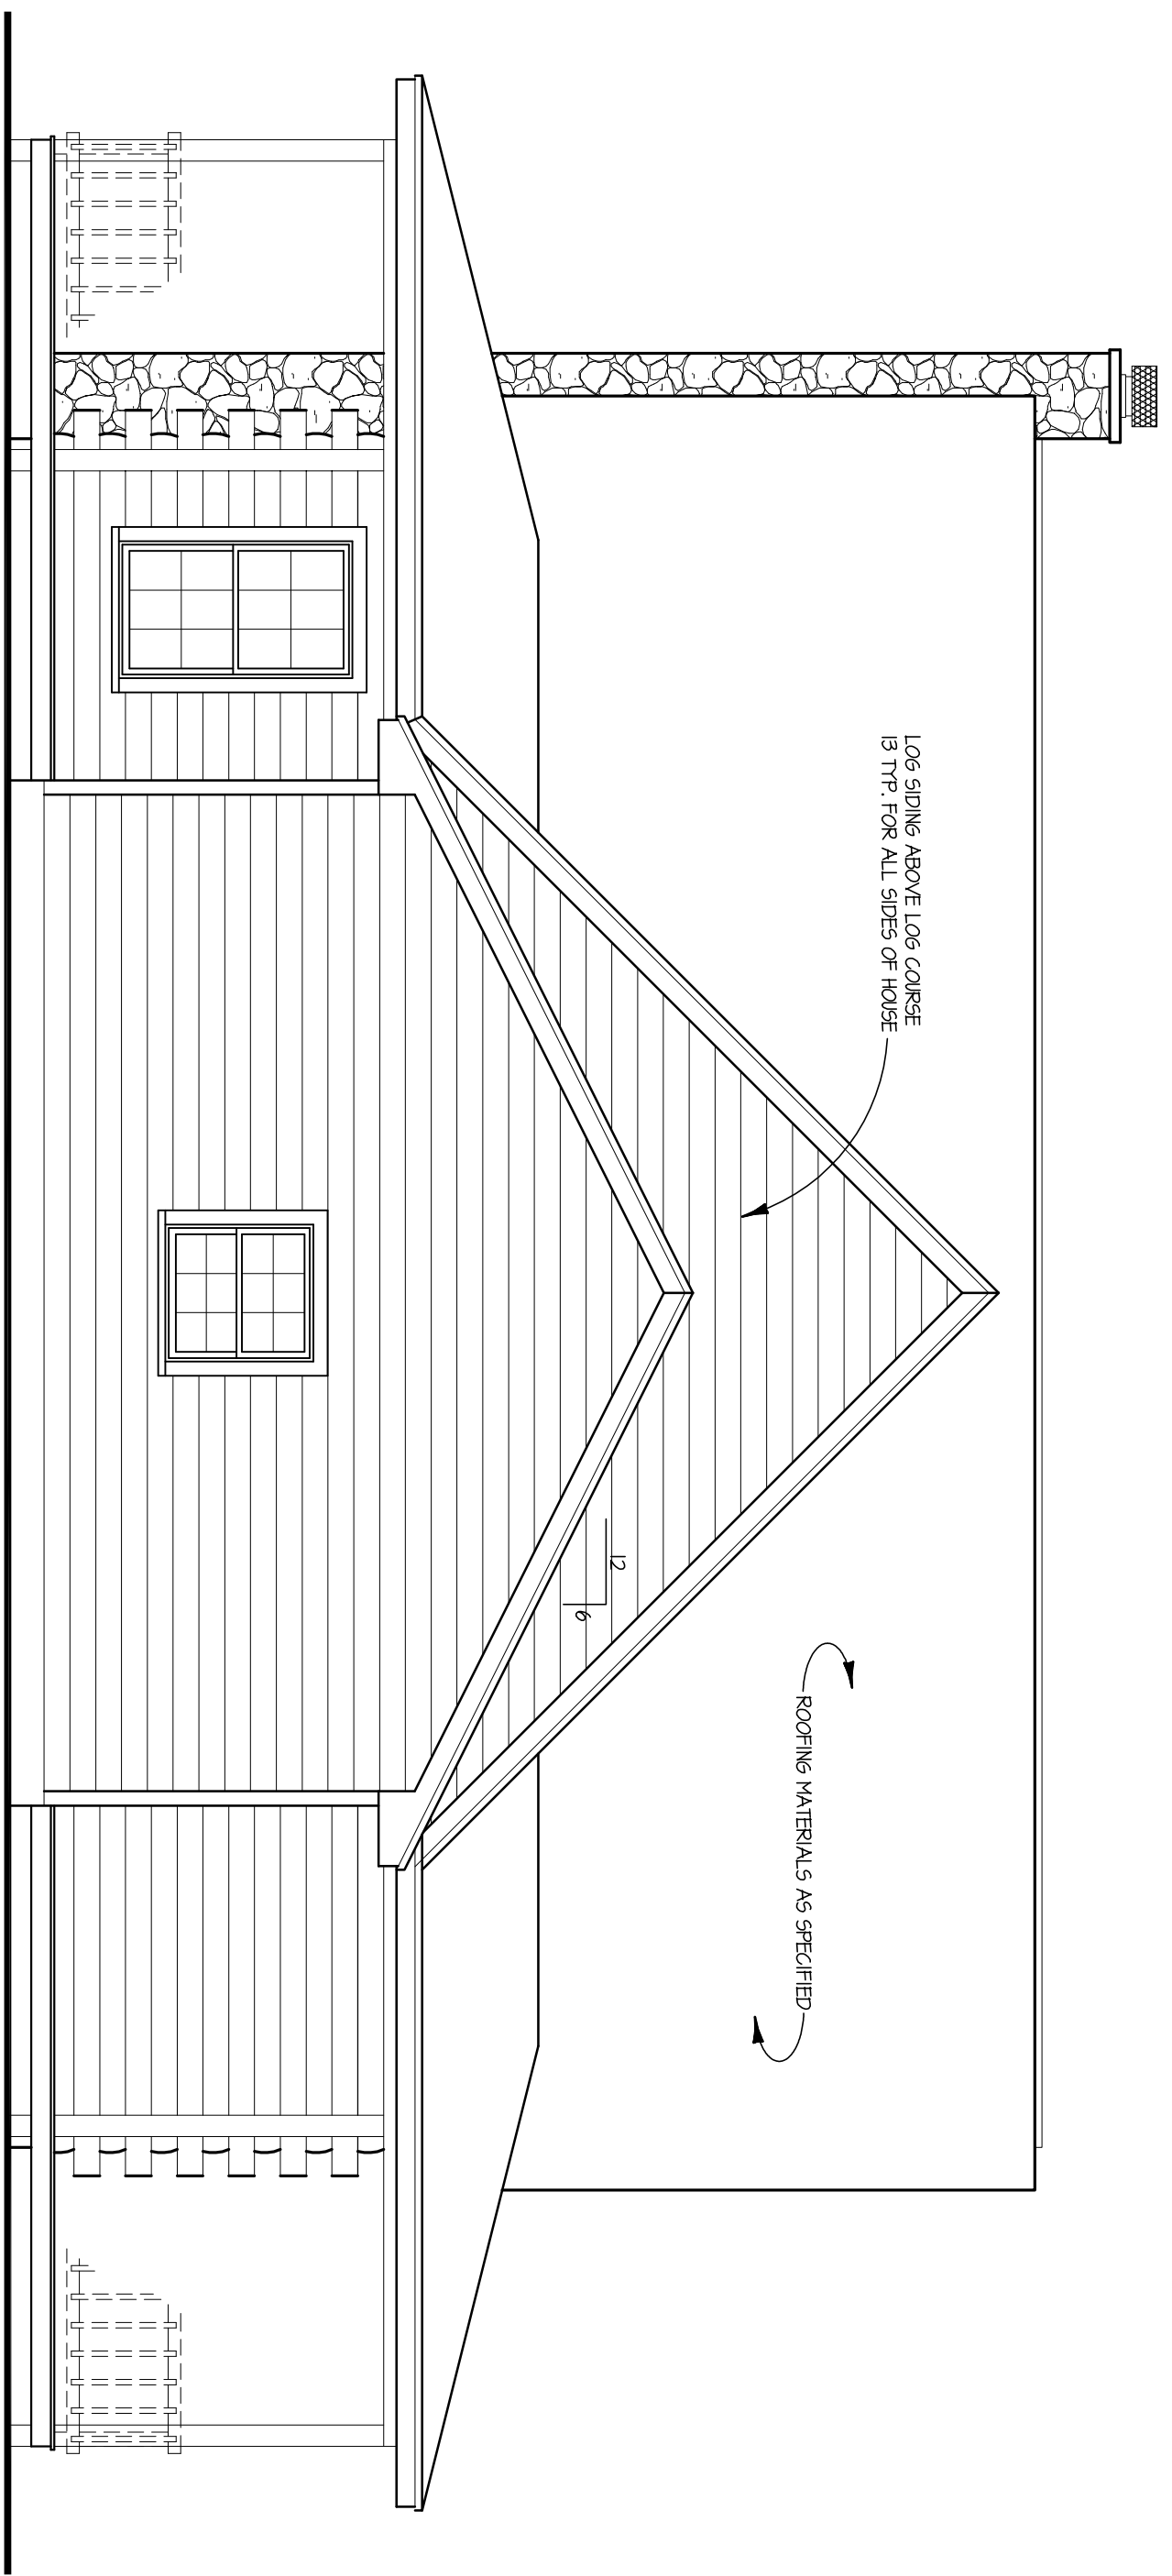 LOG SIDING ABOVE LOG COURSE
13 TYP. FOR ALL SIDES OF HOUSE
12
6
ROOFING MATERIALS AS SPECIFIED